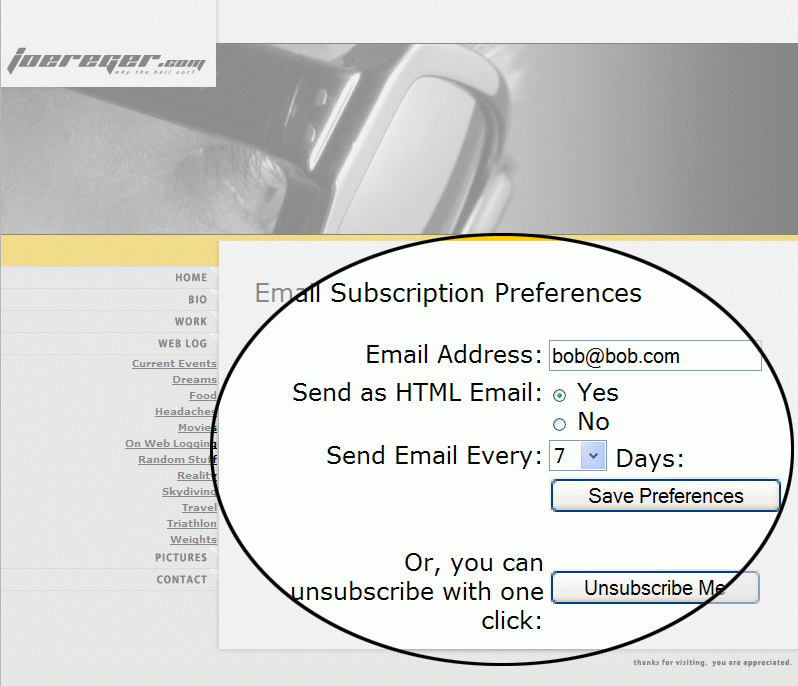 joereger.com
why the hell not?
HOME
BIO
WORK
WEB LOG
Current Events
Dreams
Food
Headaches
Movies
On Web Logging
Random Stuff
Reality
Skydiving
Travel
Triathlon
Weights
PICTURES
CONTACT
Email Subscription Preferences
Email Address: bob@bob.com
Send as HTML Email: Yes
No
Send Email Every: 7 Days:
Save Preferences
Or, you can
unsubscribe with one Unsubscribe Me
click:
thanks for visiting. you are appreciated.